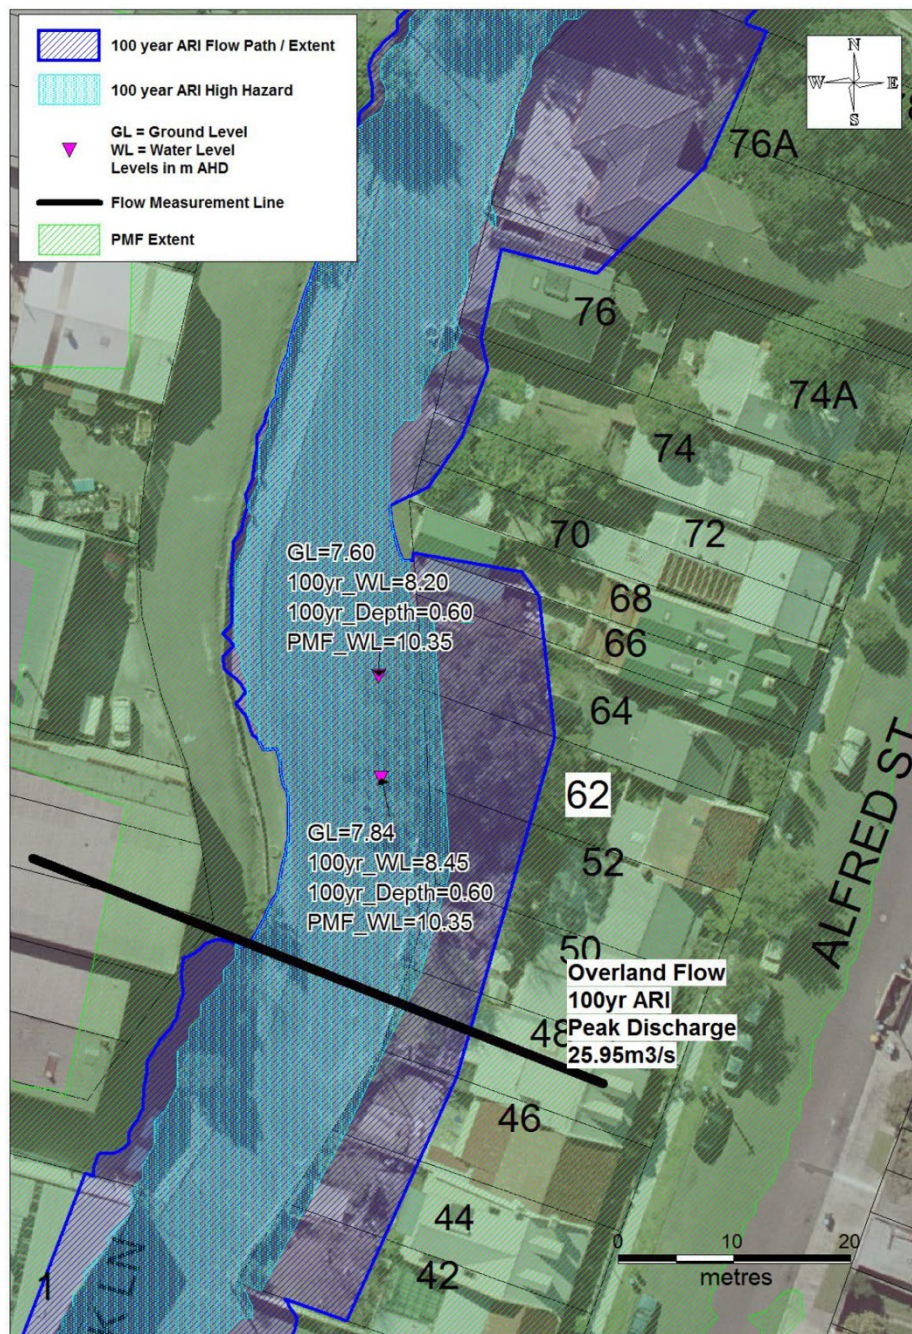 100 year ARI Flow Path / Extent
100 year ARI High Hazard
GL = Ground Level
WL = Water Level
Levels in m AHD
Flow Measurement Line
PMF Extent
N
W E
S
76A
76
74A
74
70
72
68
66
64
62
52
50
48
46
44
42
1
GL=7.60
100yr_WL=8.20
100yr_Depth=0.60
PMF_WL=10.35
GL=7.84
100yr_WL=8.45
100yr_Depth=0.60
PMF_WL=10.35
ALFRED ST
Overland Flow
100yr ARI
Peak Discharge
25.95m3/s
0 10 20
metres